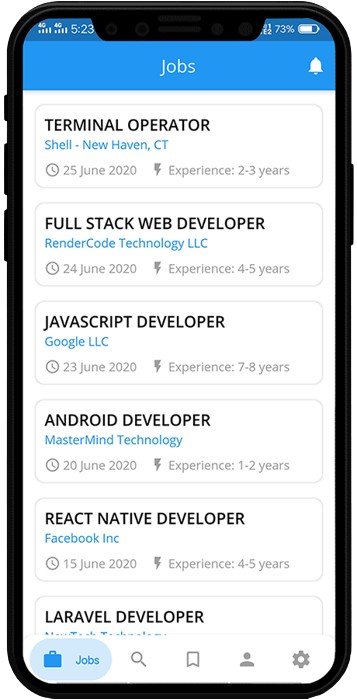 4G 4G 5:23
73%
Jobs
TERMINAL OPERATOR
Shell - New Haven, CT
25 June 2020 Experience: 2-3 years
FULL STACK WEB DEVELOPER
RenderCode Technology LLC
24 June 2020 Experience: 4-5 years
JAVASCRIPT DEVELOPER
Google LLC
23 June 2020 Experience: 7-8 years
ANDROID DEVELOPER
MasterMind Technology
20 June 2020 Experience: 1-2 years
REACT NATIVE DEVELOPER
Facebook Inc
15 June 2020 Experience: 4-5 years
LARAVEL DEVELOPER
Jobs